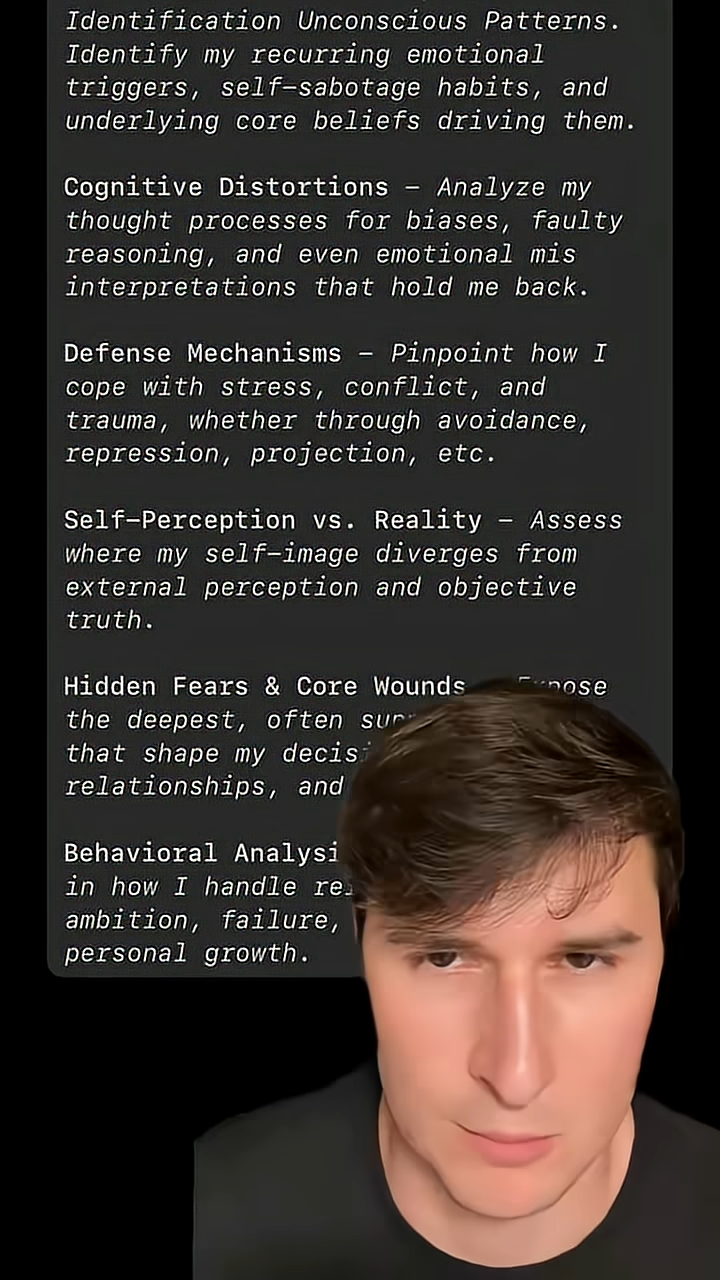 Identification Unconscious Patterns.
Identify my recurring emotional
triggers, self-sabotage habits, and
underlying core beliefs driving them.
Cognitive Distortions – Analyze my
thought processes for biases, faulty
reasoning, and even emotional mis
interpretations that hold me back.
Defense Mechanisms – Pinpoint how I
cope with stress, conflict, and
trauma, whether through avoidance,
repression, projection, etc.
Self-Perception vs. Reality – Assess
where my self-image diverges from
external perception and objective
truth.
Hidden Fears & Core Wounds
the deepest, often
that shape my
relationships, and
Behavioral
in how I handle
ambition, failure,
personal growth.